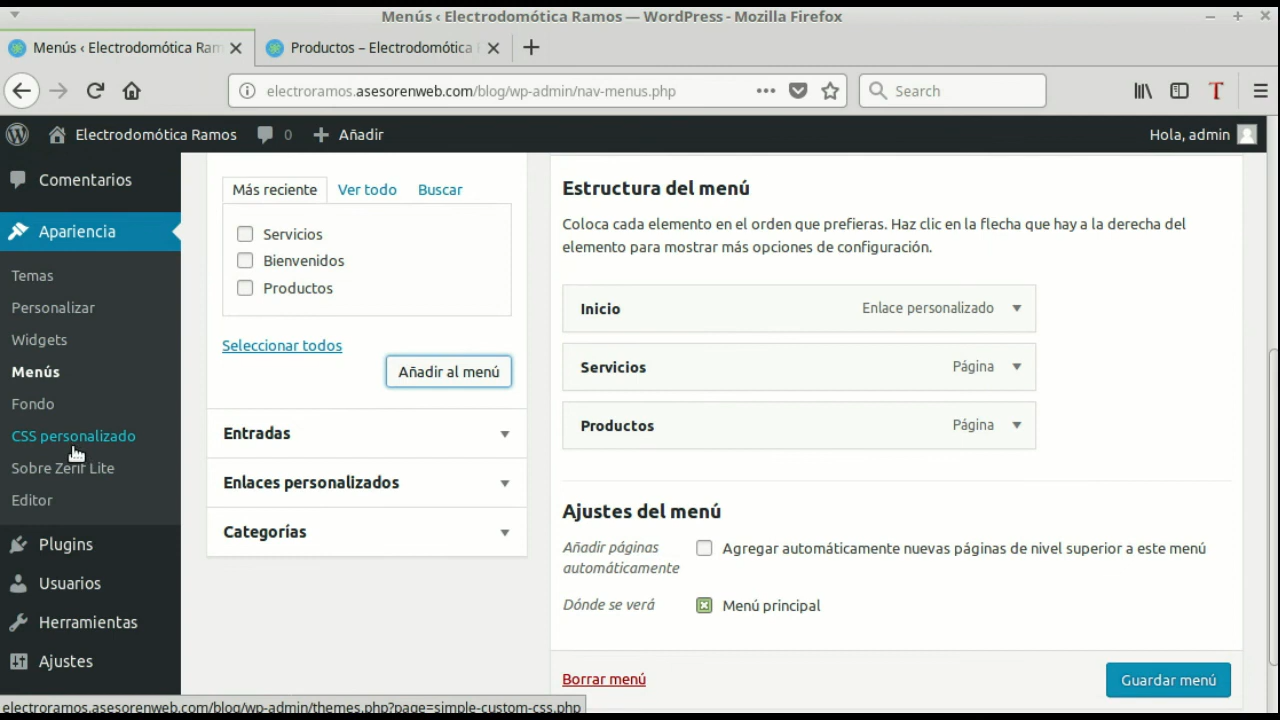 Menús ‹ Electrodomótica Ramos — WordPress - Mozilla Firefox
Menús ‹ Electrodomótica Ram
Productos – Electrodomótica
electroramos.asesorenweb.com/blog/wp-admin/nav-menus.php
Search
Electrodomótica Ramos
0
Añadir
Hola, admin
Comentarios
Apariencia
Temas
Personalizar
Widgets
Menús
Fondo
CSS personalizado
Sobre Zerif Lite
Editor
Plugins
Usuarios
Herramientas
Ajustes
Más reciente
Ver todo
Buscar
Servicios
Bienvenidos
Productos
Seleccionar todos
Añadir al menú
Entradas
Enlaces personalizados
Categorías
Estructura del menú
Coloca cada elemento en el orden que prefieras. Haz clic en la flecha que hay a la derecha del
elemento para mostrar más opciones de configuración.
Inicio Enlace personalizado
Servicios Página
Productos Página
Ajustes del menú
Añadir páginas
automáticamente
Agregar automáticamente nuevas páginas de nivel superior a este menú
Dónde se verá
Menú principal
Borrar menú
Guardar menú
electroramos.asesorenweb.com/blog/wp-admin/themes.php?page=simple-custom-css.php